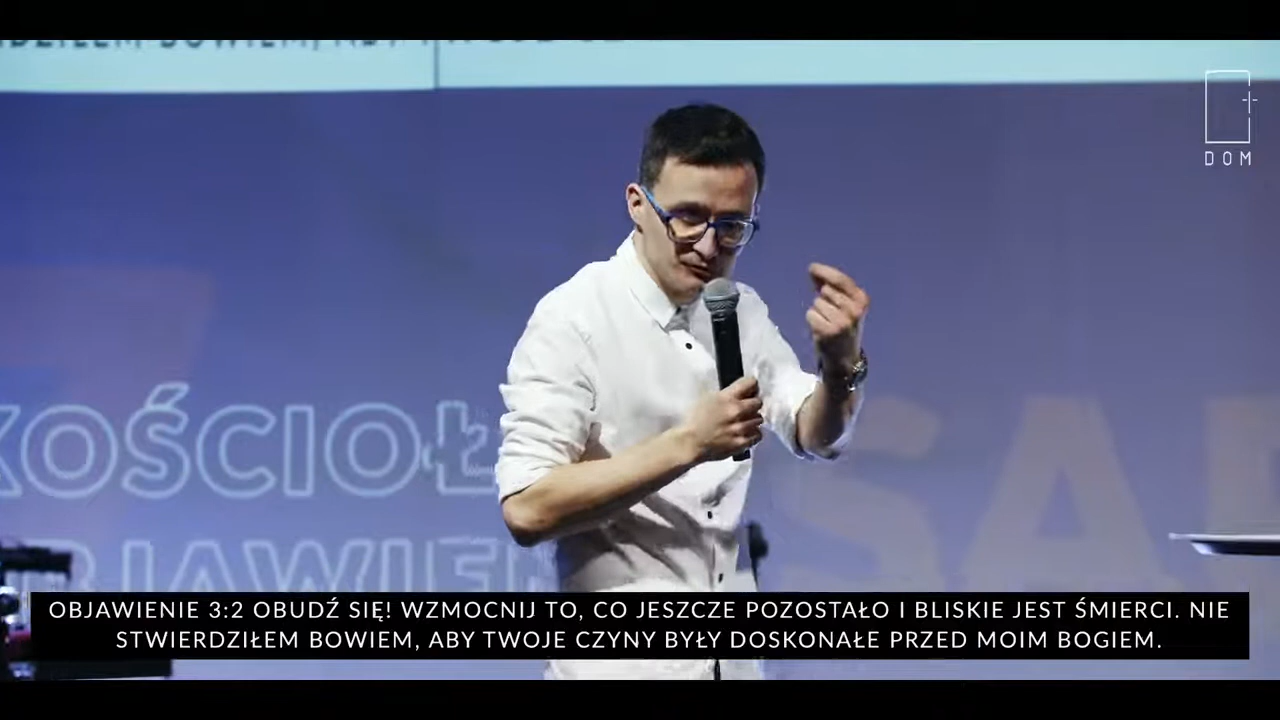 DOM
KOŚCIOŁ
SAR
OBJAWIENIE 3:2 OBUDŹ SIĘ! WZMOCNIJ TO, CO JESZCZE POZOSTAŁO I BLISKIE JEST ŚMIERCI. NIE
STWIERDZIŁEM BOWIEM, ABY TWOJE CZYNY BYŁY DOSKONAŁE PRZED MOIM BOGIEM.